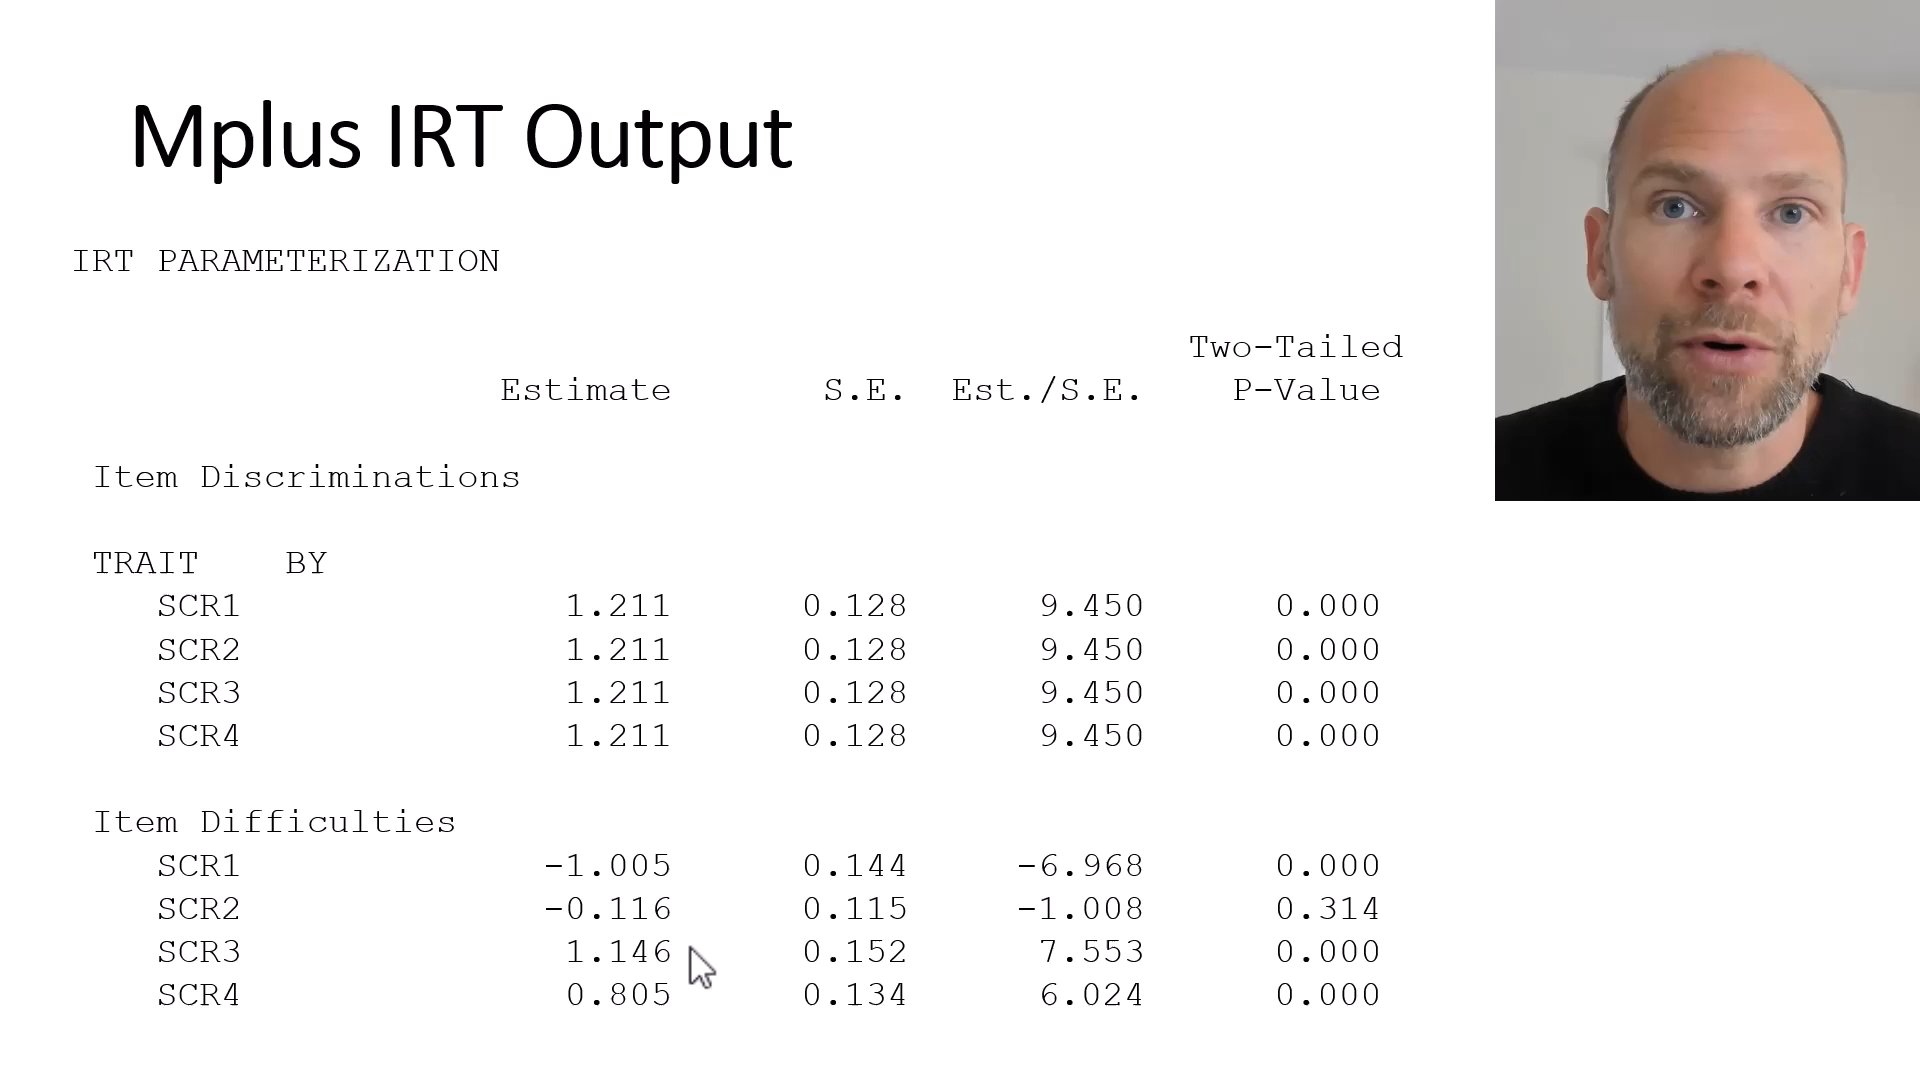 Mplus IRT Output
IRT PARAMETERIZATION
Two-Tailed
Estimate S.E. Est./S.E. P-Value
Item Discriminations
TRAIT BY
SCR1 1.211 0.128 9.450 0.000
SCR2 1.211 0.128 9.450 0.000
SCR3 1.211 0.128 9.450 0.000
SCR4 1.211 0.128 9.450 0.000
Item Difficulties
SCR1 -1.005 0.144 -6.968 0.000
SCR2 -0.116 0.115 -1.008 0.314
SCR3 1.146 0.152 7.553 0.000
SCR4 0.805 0.134 6.024 0.000